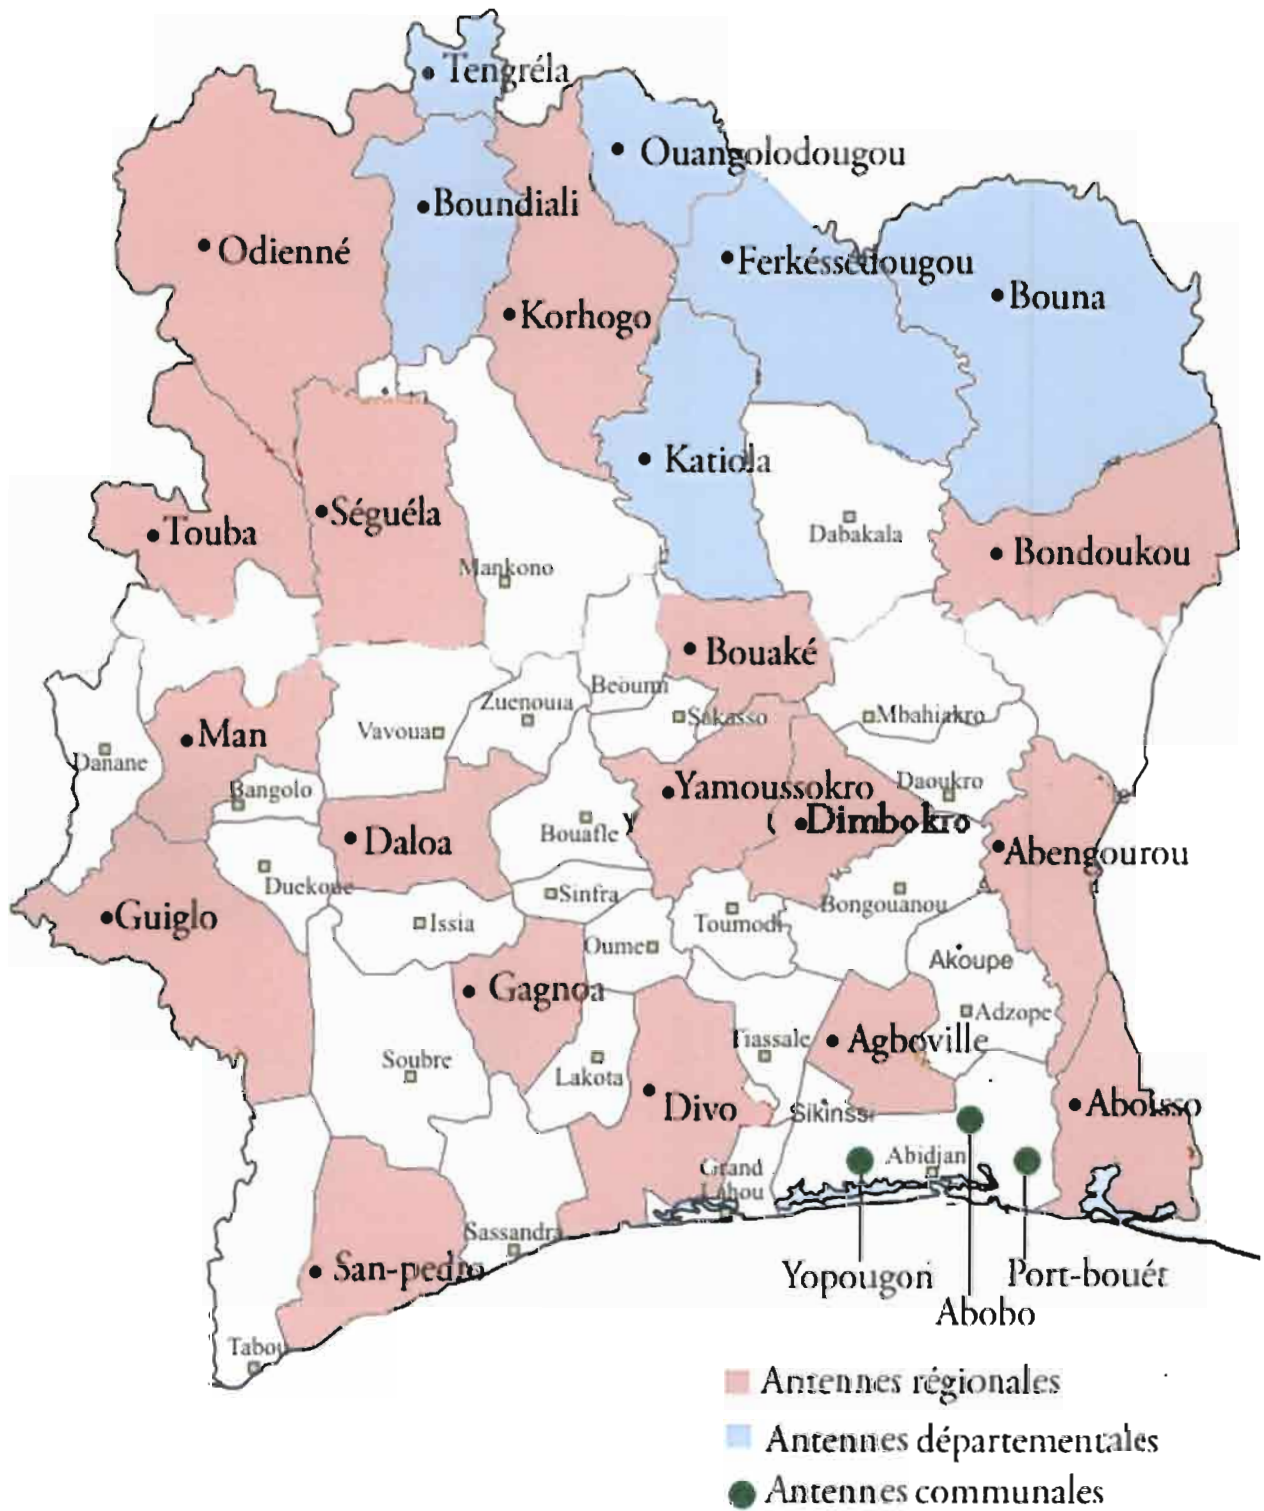 Tengréla
Ouangolodougou
Boundiali
Odienné
Ferkéssédougou
Bouna
Korhogo
Katiola
Séguéla
Touba
Dabakala
Bondoukou
Mankono
Bouaké
Beoumi
Zuenouia
Sakasso
Mbahiakro
Vavoua
Man
Danane
Bangolo
Yamoussokro
Daoukro
Dimbokro
Bouafle
Daloa
Abengourou
Duekoue
Sinfra
Bongouanou
Guiglo
Issia
Toumodi
Oume
Akoupe
Gagnoa
Adzope
Tiassale
Agboville
Soubre
Lakota
Divo
Sikinssi
Aboisso
Abidjan
Grand
Lahou
Sassandra
San-pedro
Yopougon
Port-bouét
Abobo
Tabou
Antennes régionales
Antennes départementales
Antennes communales